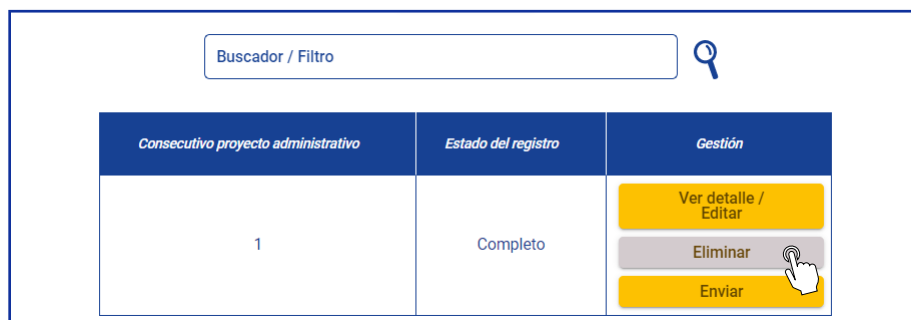 Buscador / Filtro
Consecutivo proyecto administrativo
Estado del registro
Gestión
1
Completo
Ver detalle /
Editar
Eliminar
Enviar